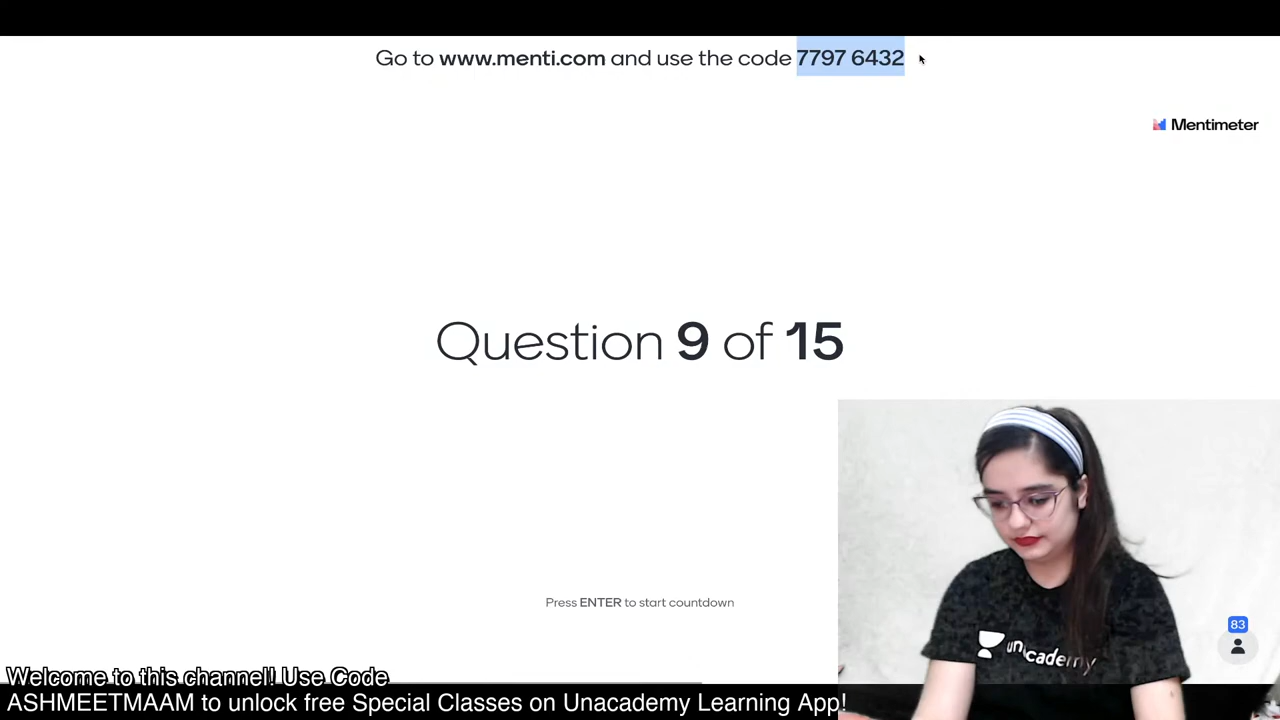 Go to www.menti.com and use the code 7797 6432
Mentimeter
Question 9 of 15
Press ENTER to start countdown
83
unacademy
Welcome to this channel! Use Code
ASHMEETMAAM to unlock free Special Classes on Unacademy Learning App!